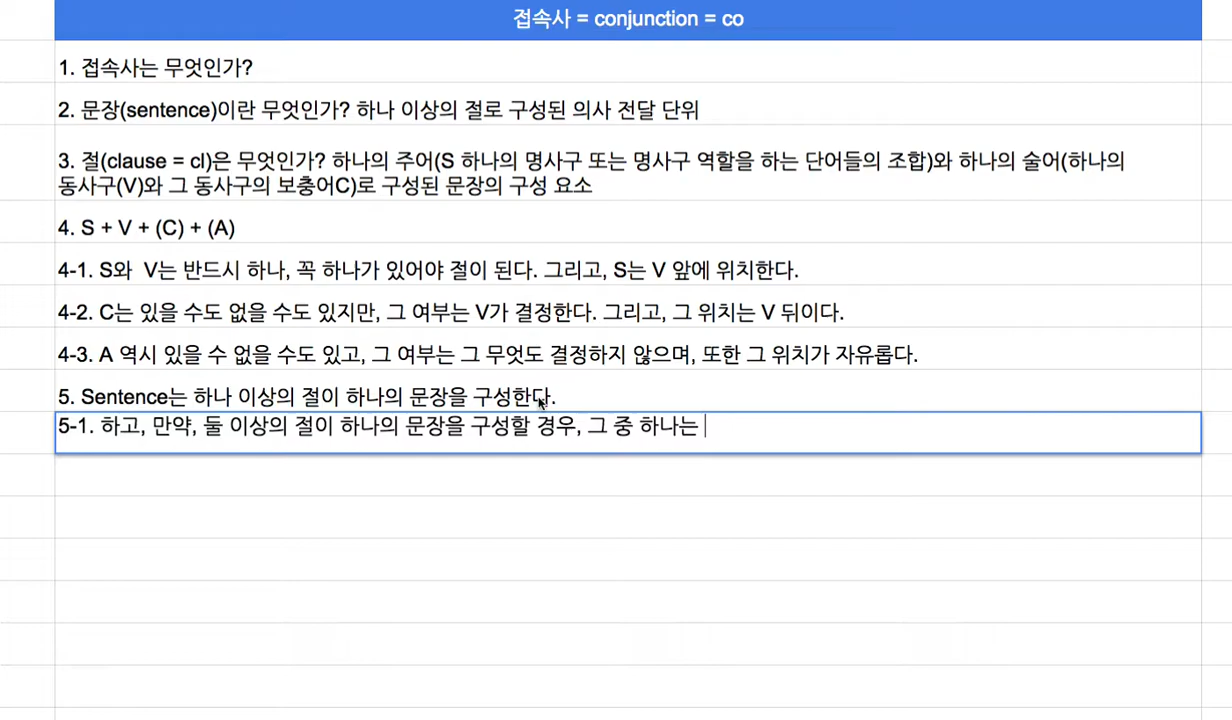 접속사 = conjunction = co
1. 접속사는 무엇인가?
2. 문장(sentence)이란 무엇인가? 하나 이상의 절로 구성된 의사 전달 단위
3. 절(clause = cl)은 무엇인가? 하나의 주어(S 하나의 명사구 또는 명사구 역할을 하는 단어들의 조합)와 하나의 술어(하나의
동사구(V)와 그 동사구의 보충어C)로 구성된 문장의 구성 요소
4. S + V + (C) + (A)
4-1. S와  V는 반드시 하나, 꼭 하나가 있어야 절이 된다. 그리고, S는 V 앞에 위치한다.
4-2. C는 있을 수도 없을 수도 있지만, 그 여부는 V가 결정한다. 그리고, 그 위치는 V 뒤이다.
4-3. A 역시 있을 수 없을 수도 있고, 그 여부는 그 무엇도 결정하지 않으며, 또한 그 위치가 자유롭다.
5. Sentence는 하나 이상의 절이 하나의 문장을 구성한다.
5-1. 하고, 만약, 둘 이상의 절이 하나의 문장을 구성할 경우, 그 중 하나는